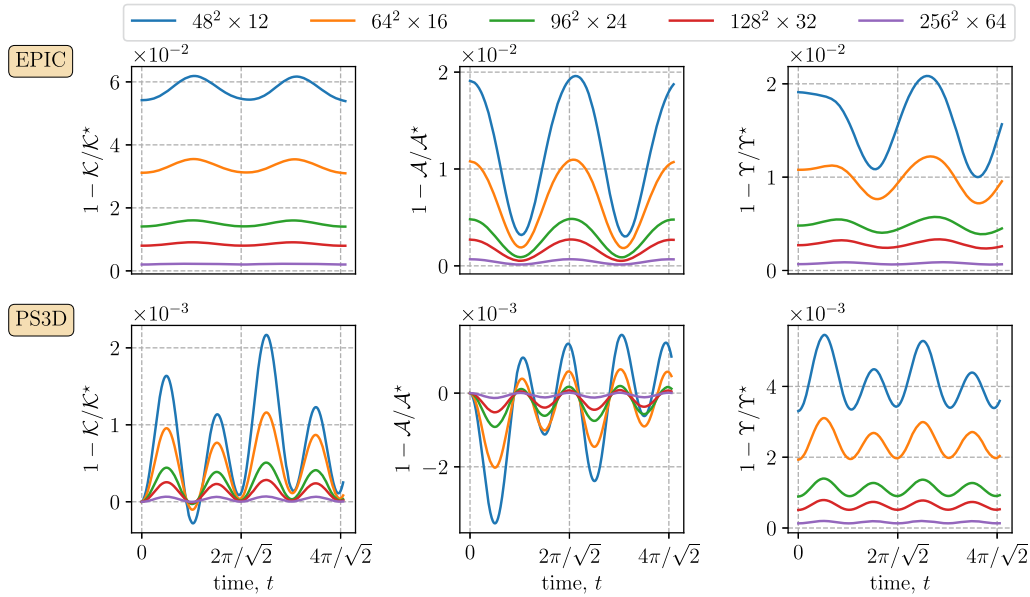 48² × 12 64² × 16 96² × 24 128² × 32 256² × 64
EPIC
×10⁻² ×10⁻² ×10⁻²
1 − 𝒦/𝒦⋆
6
4
2
0
1 − 𝒜/𝒜⋆
2
1
0
1 − ϒ/ϒ⋆
2
1
0
PS3D
×10⁻³ ×10⁻³ ×10⁻³
1 − 𝒦/𝒦⋆
2
1
0
1 − 𝒜/𝒜⋆
0
−2
1 − ϒ/ϒ⋆
4
2
0
0 2π/√2 4π/√2 0 2π/√2 4π/√2 0 2π/√2 4π/√2
time, t time, t time, t